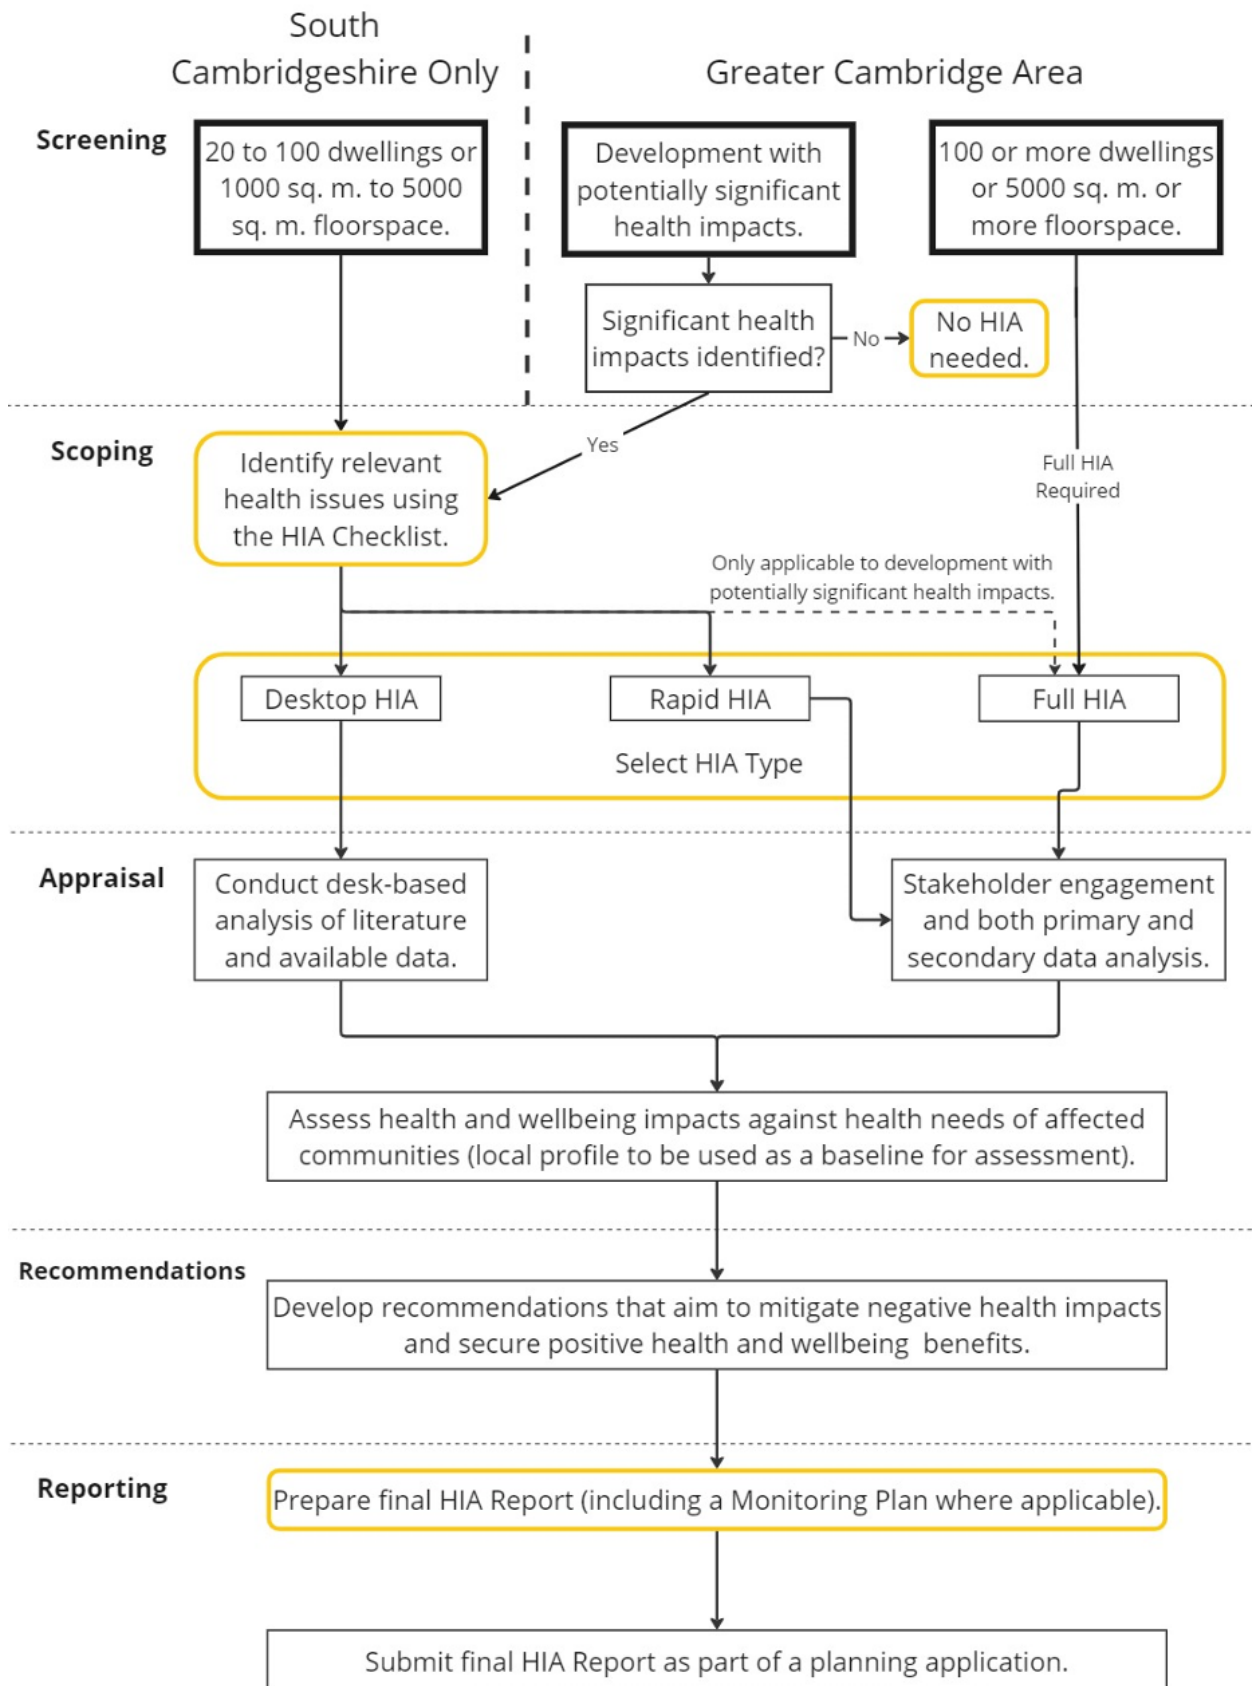 South
Cambridgeshire Only
Greater Cambridge Area
Screening
20 to 100 dwellings or
1000 sq. m. to 5000
sq. m. floorspace.
Development with
potentially significant
health impacts.
100 or more dwellings
or 5000 sq. m. or
more floorspace.
Significant health
impacts identified?
No
No HIA
needed.
Scoping
Yes
Identify relevant
health issues using
the HIA Checklist.
Full HIA
Required
Only applicable to development with
potentially significant health impacts.
Desktop HIA
Rapid HIA
Full HIA
Select HIA Type
Appraisal
Conduct desk-based
analysis of literature
and available data.
Stakeholder engagement
and both primary and
secondary data analysis.
Assess health and wellbeing impacts against health needs of affected
communities (local profile to be used as a baseline for assessment).
Recommendations
Develop recommendations that aim to mitigate negative health impacts
and secure positive health and wellbeing benefits.
Reporting
Prepare final HIA Report (including a Monitoring Plan where applicable).
Submit final HIA Report as part of a planning application.